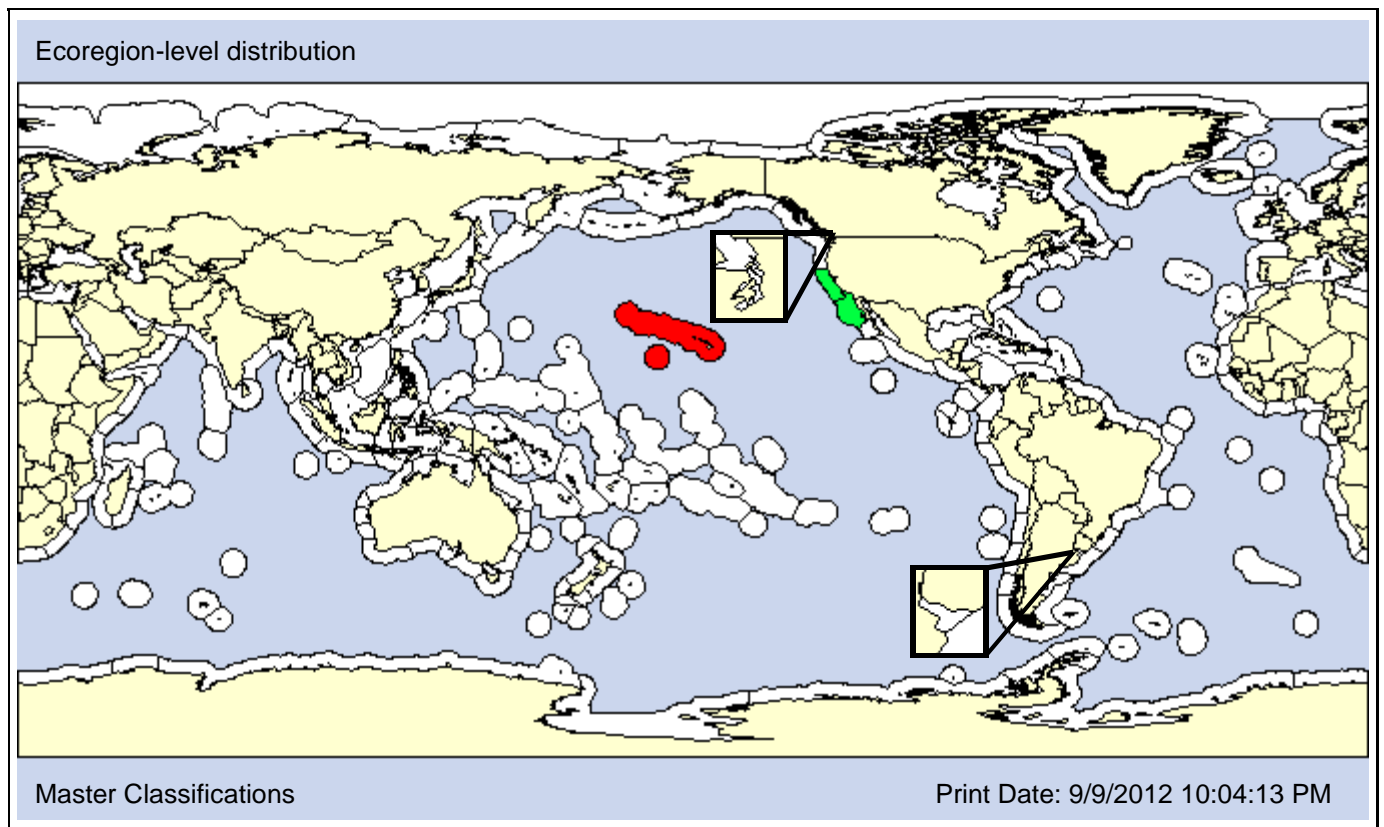 Ecoregion-level distribution
Master Classifications
Print Date: 9/9/2012 10:04:13 PM